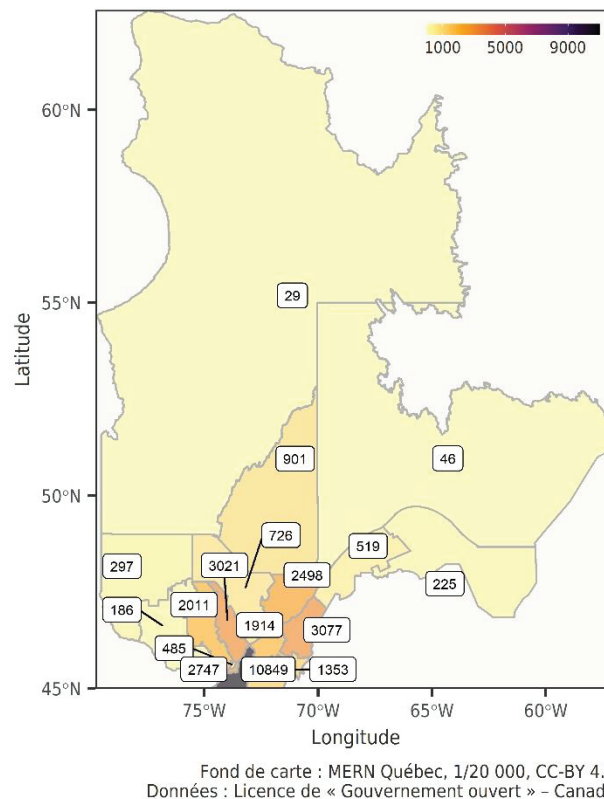 1000 5000 9000
60°N
29
55°N
Latitude
901
46
50°N
726
519
297
3021
2498
225
186
2011
1914
3077
485
2747
10849
1353
45°N
75°W 70°W 65°W 60°W
Longitude
Fond de carte : MERN Québec, 1/20 000, CC-BY 4.
Données : Licence de « Gouvernement ouvert » – Canad